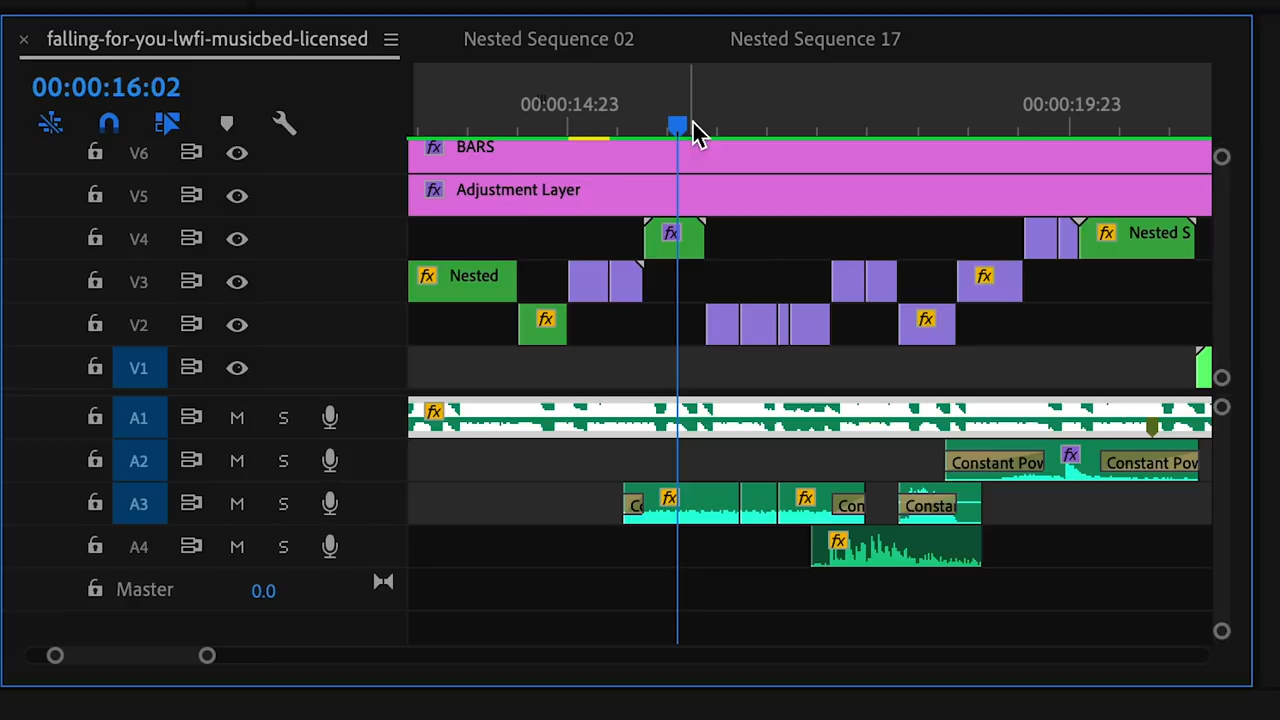 × falling-for-you-lwfi-musicbed-licensed ☰ Nested Sequence 02 Nested Sequence 17
00:00:16:02
00:00:14:23 00:00:19:23
V6 fx BARS
V5 fx Adjustment Layer
V4 fx fx Nested S
V3 fx Nested fx
V2 fx fx
V1
A1 M S fx
A2 M S Constant Pov fx Constant Pov
A3 M S Co fx fx Con Constan
A4 M S fx
Master 0.0